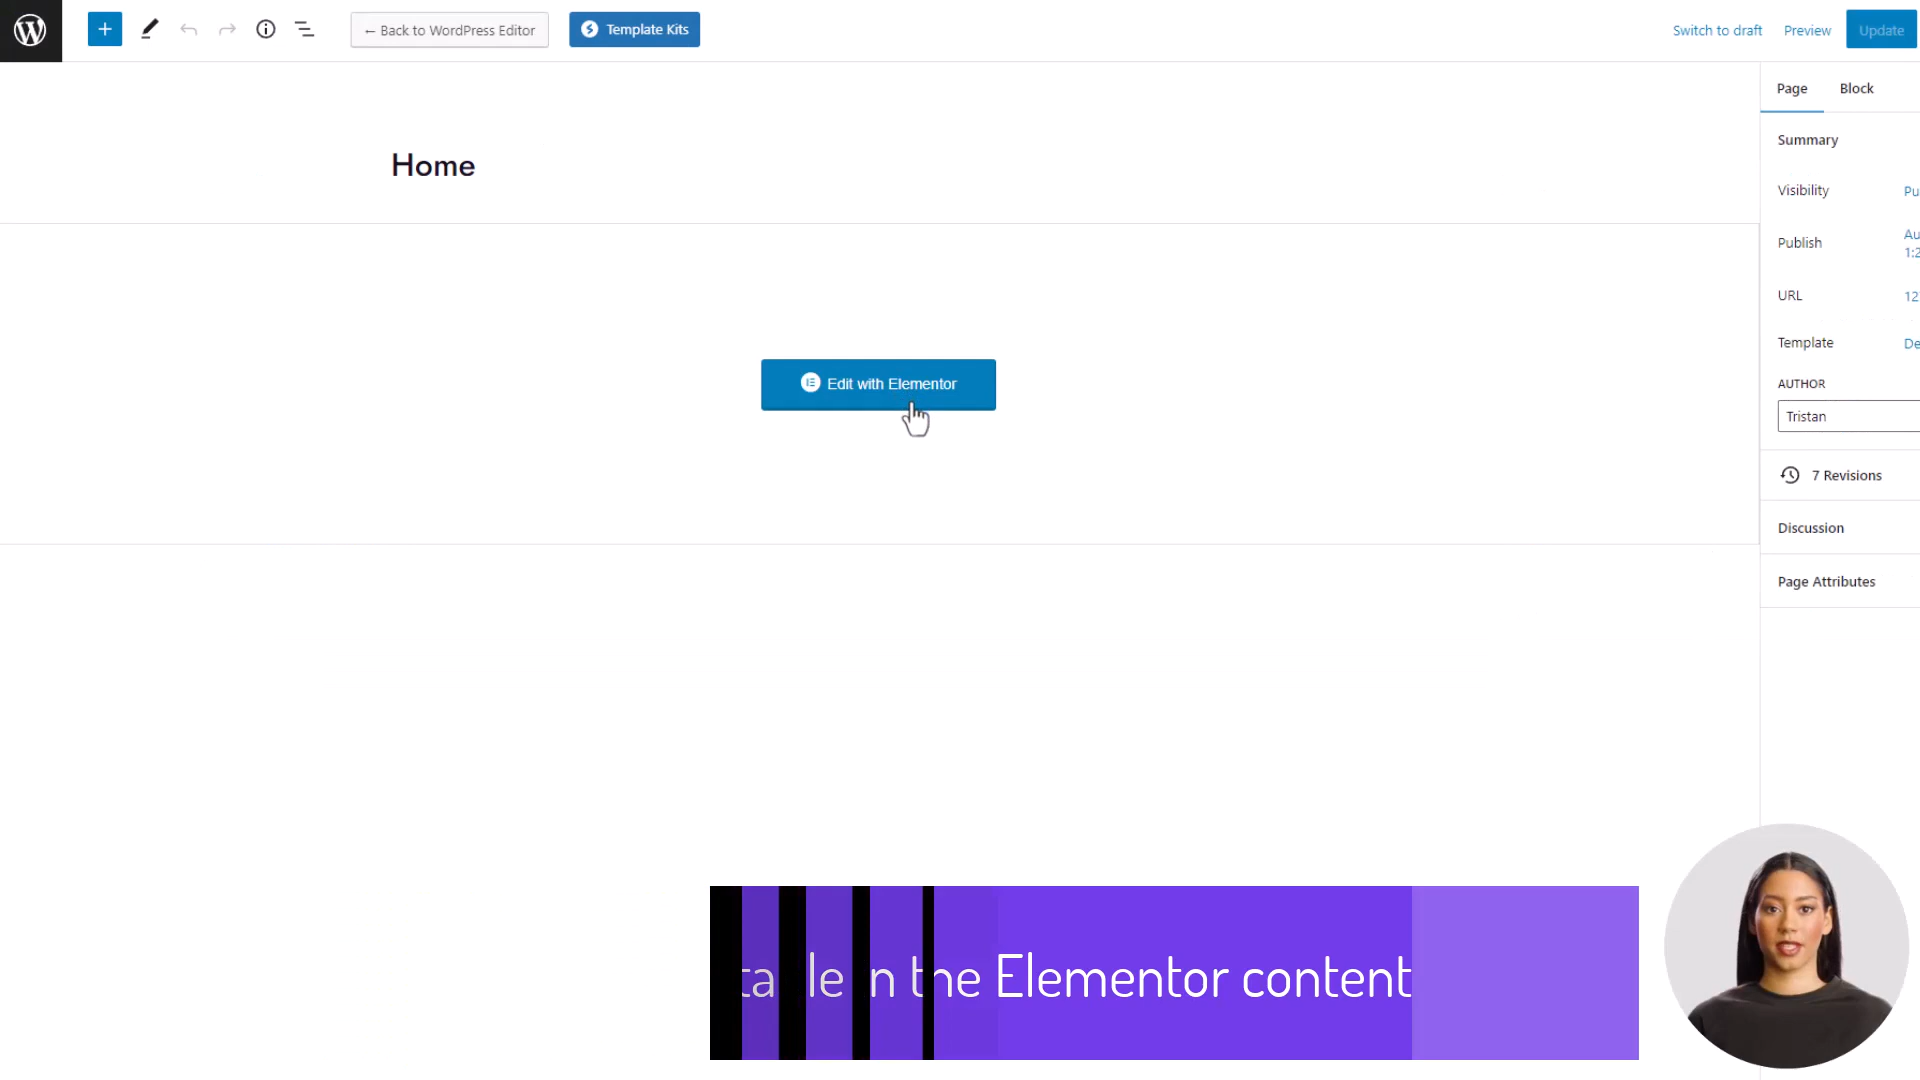 ← Back to WordPress Editor
Template Kits
Switch to draft
Preview
Update
Page
Block
Home
Summary
Visibility
Publish
URL
Template
AUTHOR
Tristan
7 Revisions
Discussion
Page Attributes
Edit with Elementor
the Elementor content